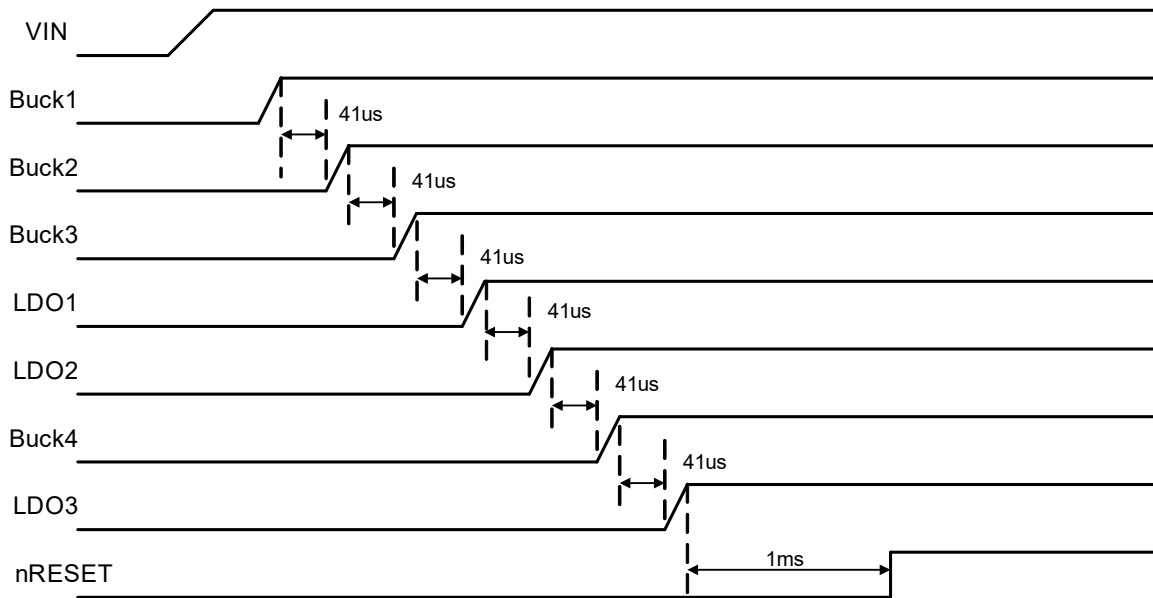 VIN
Buck1
41us
Buck2
41us
Buck3
41us
LDO1
41us
LDO2
41us
Buck4
41us
LDO3
1ms
nRESET